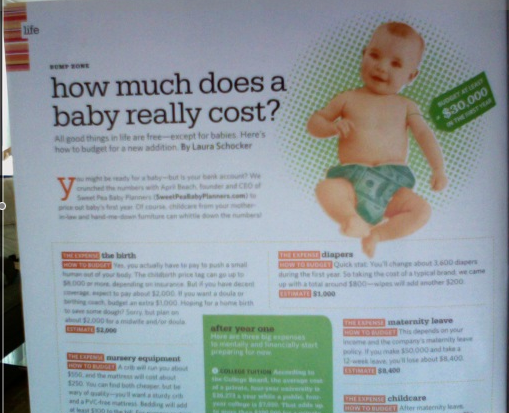 life
BUMP ZONE
how much does a
baby really cost?
All good things in life are free—except for babies. Here's
how to budget for a new addition. By Laura Schocker
BUDGET AT LEAST
$30,000
IN THE FIRST YEAR
You might be ready for a baby—but is your bank account? We
crunched the numbers with April Beach, founder and CEO of
Sweet Pea Baby Planners (SweetPeaBabyPlanners.com) to
price out baby's first year. Of course, childcare from your mother-
in-law and hand-me-down furniture can whittle down the numbers!
THE EXPENSE the birth
HOW TO BUDGET Yes, you actually have to pay to push a small
human out of your body. The childbirth price tag can go up to
$8,000 or more, depending on insurance. But if you have decent
coverage, expect to pay about $2,000. If you want a doula or
birthing coach, budget an extra $1,000. Hoping for a home birth
to save some dough? Sorry, but plan on
about $2,000 for a midwife and/or doula.
ESTIMATE $3,000
THE EXPENSE nursery equipment
HOW TO BUDGET A crib will run you about
$550, and the mattress will cost about
$250. You can find both cheaper, but be
wary of quality—you'll want a sturdy crib
and a PVC-free mattress. Bedding will add
at least $100 to the
THE EXPENSE diapers
HOW TO BUDGET Quick stat: You'll change about 3,600 diapers
during the first year. So taking the cost of a typical brand, we came
up with a total around $800—wipes will add another $200.
ESTIMATE $1,000
after year one
Here are three big expenses
to mentally and financially start
preparing for now.
COLLEGE TUITION According to
the College Board, the average cost
of a private, four-year university is
a year while a public, four-
year college is
THE EXPENSE maternity leave
HOW TO BUDGET This depends on your
income and the company's maternity leave
policy. If you make $50,000 and take a
12-week leave, you'll lose about $8,400.
ESTIMATE $8,400
THE EXPENSE childcare
HOW TO BUDGET After maternity leave,